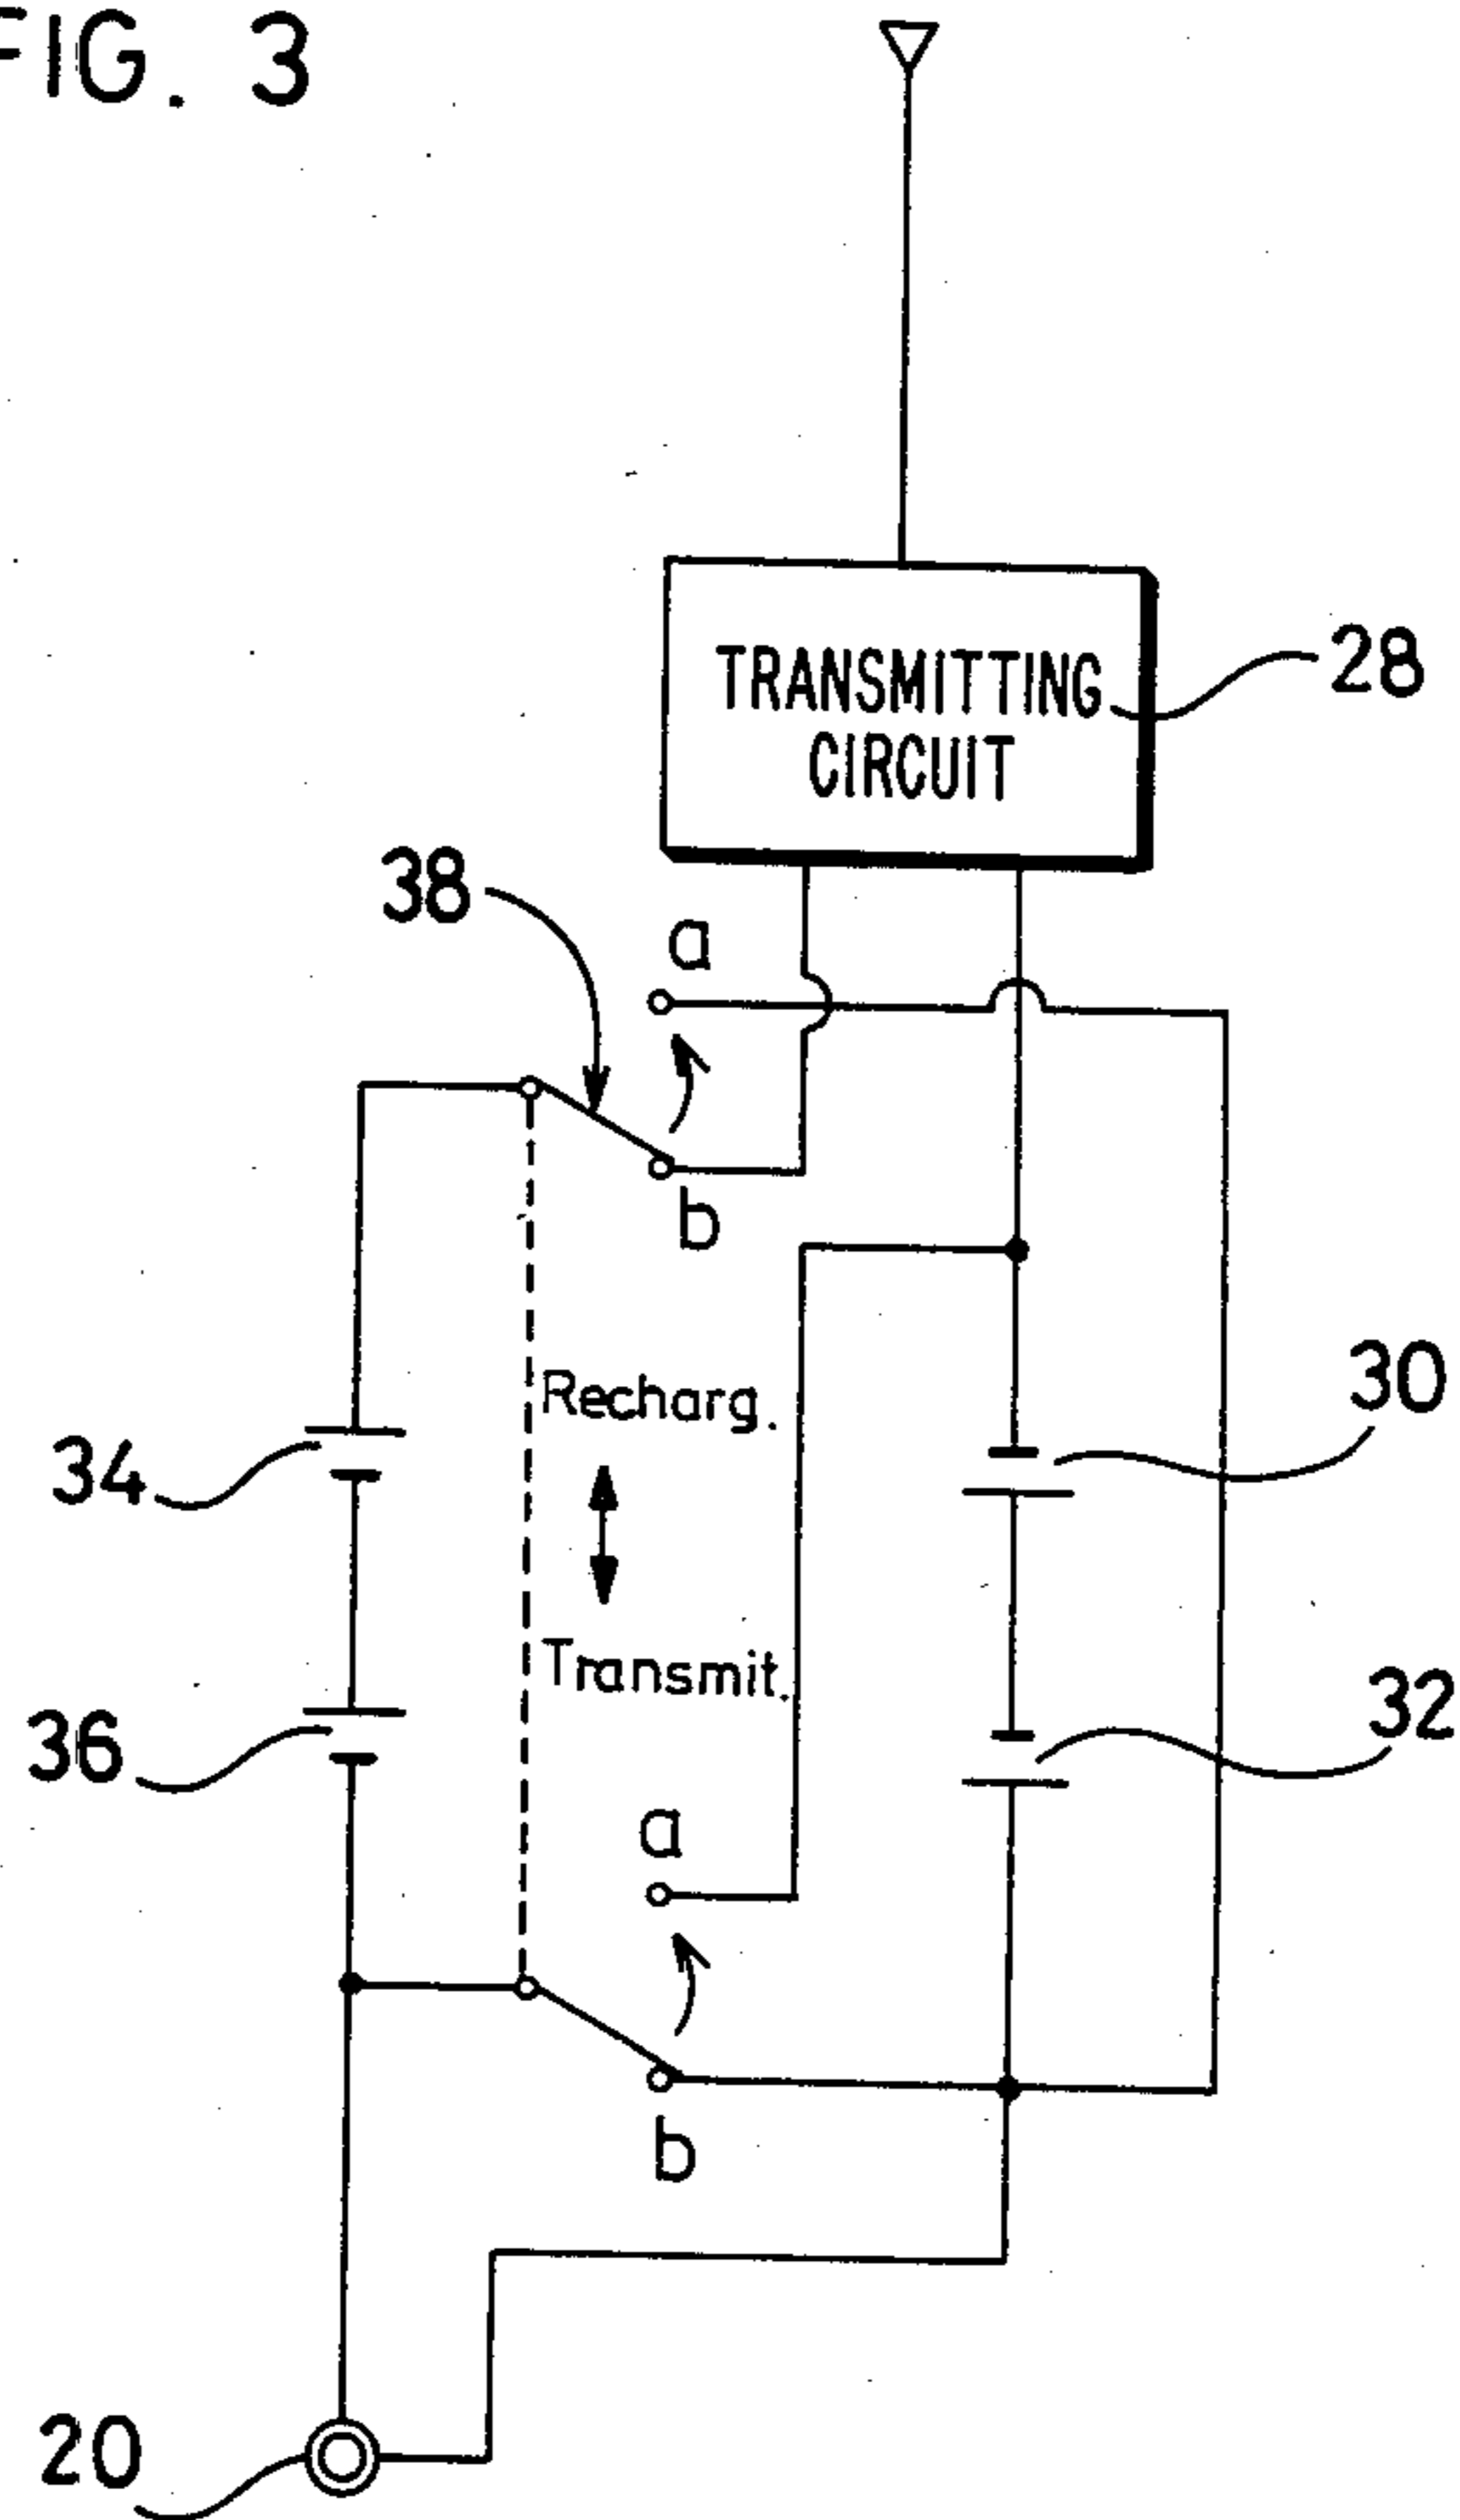 FIG. 3
TRANSMITTING
CIRCUIT
28
38
a
b
Recharg.
30
34
Transmit.
32
36
a
b
20